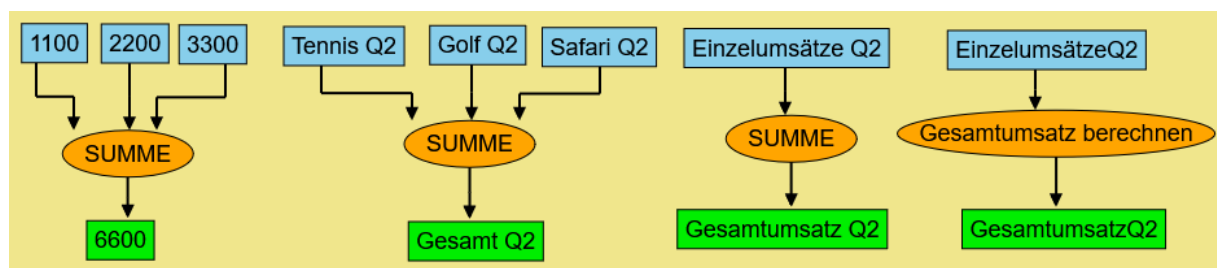 1100 2200 3300
SUMME
6600
Tennis Q2 Golf Q2 Safari Q2
SUMME
Gesamt Q2
Einzelumsätze Q2
SUMME
Gesamtumsatz Q2
EinzelumsätzeQ2
Gesamtumsatz berechnen
GesamtumsatzQ2